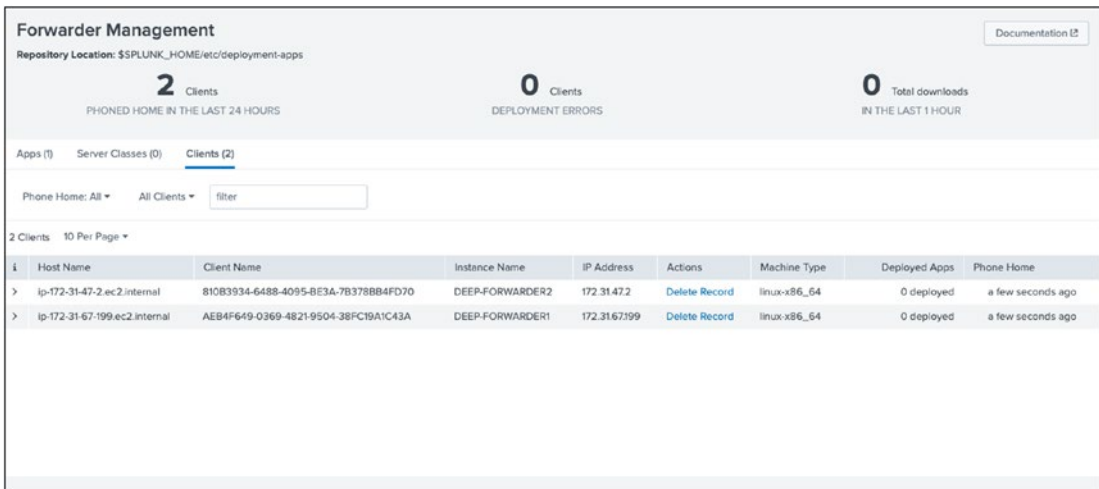 Forwarder Management
Documentation
Repository Location: $SPLUNK_HOME/etc/deployment-apps
2 Clients
PHONED HOME IN THE LAST 24 HOURS
0 Clients
DEPLOYMENT ERRORS
0 Total downloads
IN THE LAST 1 HOUR
Apps (1) Server Classes (0) Clients (2)
Phone Home: All All Clients filter
2 Clients 10 Per Page
i Host Name Client Name Instance Name IP Address Actions Machine Type Deployed Apps Phone Home
> ip-172-31-47-2.ec2.internal 810B3934-6488-4095-BE3A-7B378BB4FD70 DEEP-FORWARDER2 172.31.47.2 Delete Record linux-x86_64 0 deployed a few seconds ago
> ip-172-31-67-199.ec2.internal AEB4F649-0369-4821-9504-38FC19A1C43A DEEP-FORWARDER1 172.31.67.199 Delete Record linux-x86_64 0 deployed a few seconds ago